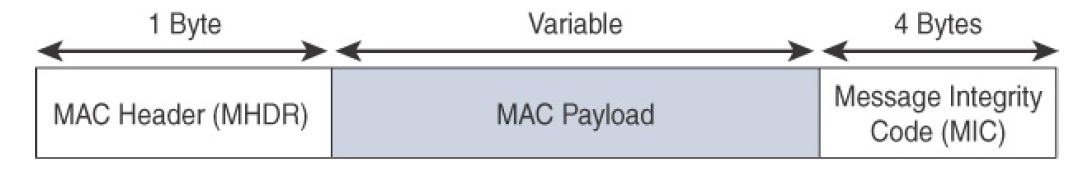 1 Byte
Variable
4 Bytes
MAC Header (MHDR)
MAC Payload
Message Integrity
Code (MIC)